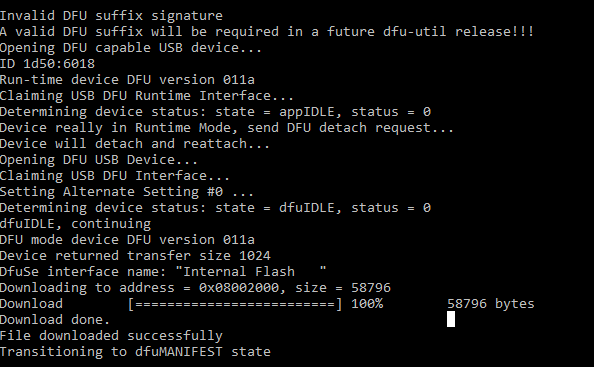 Invalid DFU suffix signature
A valid DFU suffix will be required in a future dfu-util release!!!
Opening DFU capable USB device...
ID 1d50:6018
Run-time device DFU version 011a
Claiming USB DFU Runtime Interface...
Determining device status: state = appIDLE, status = 0
Device really in Runtime Mode, send DFU detach request...
Device will detach and reattach...
Opening DFU USB Device...
Claiming USB DFU Interface...
Setting Alternate Setting #0 ...
Determining device status: state = dfuIDLE, status = 0
dfuIDLE, continuing
DFU mode device DFU version 011a
Device returned transfer size 1024
DfuSe interface name: "Internal Flash   "
Downloading to address = 0x08002000, size = 58796
Download        [=========================] 100%        58796 bytes
Download done.
File downloaded successfully
Transitioning to dfuMANIFEST state